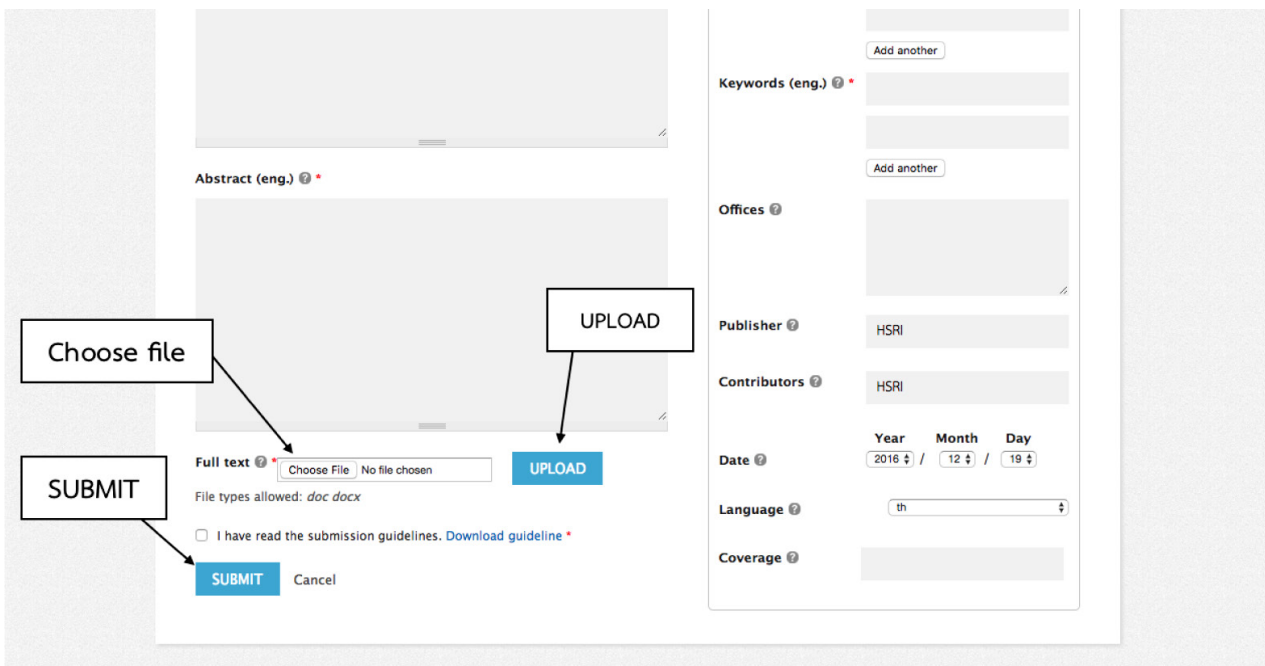 Add another
Keywords (eng.) ? *
Add another
Abstract (eng.) ? *
Offices ?
UPLOAD
Publisher ? HSRI
Choose file
Contributors ? HSRI
Year Month Day
Full text ? * Choose File No file chosen UPLOAD
Date ? 2016 / 12 / 19
SUBMIT
File types allowed: doc docx
Language ? th
I have read the submission guidelines. Download guideline *
Coverage ?
SUBMIT Cancel